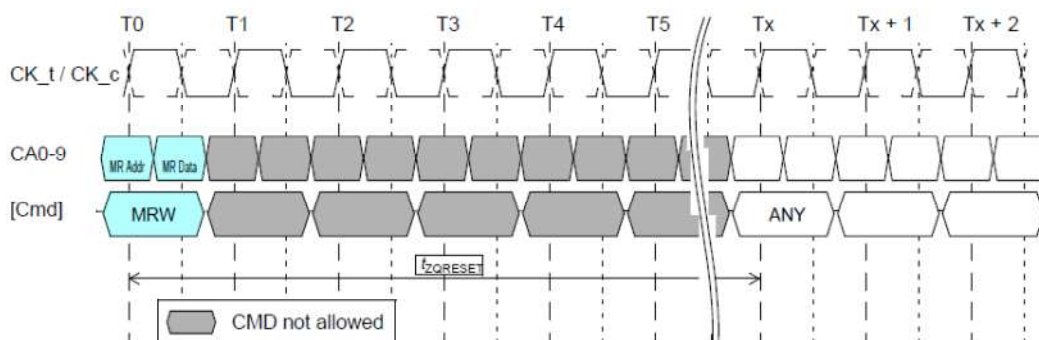 T0 T1 T2 T3 T4 T5 Tx Tx + 1 Tx + 2
CK_t / CK_c
CA0-9 MR Addr MR Data
[Cmd] MRW ANY
tZQRESET
CMD not allowed